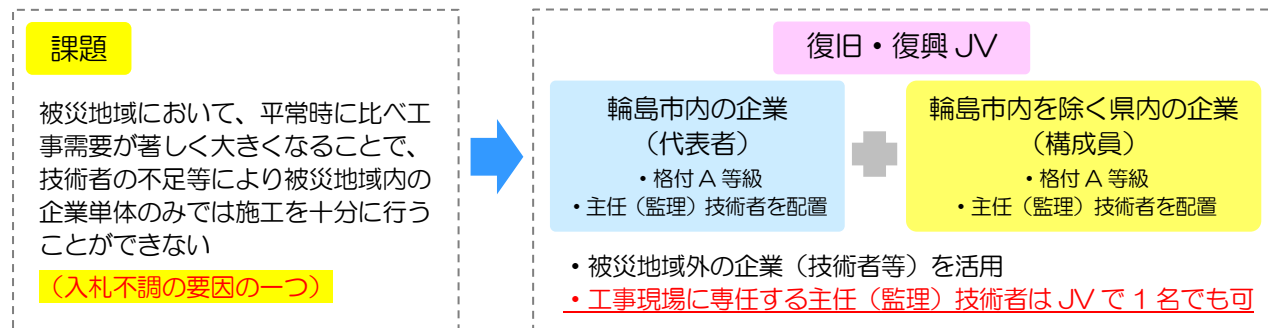 課題
被災地域において、平常時に比べ工
事需要が著しく大きくなることで、
技術者の不足等により被災地域内の
企業単体のみでは施工を十分に行う
ことができない
（入札不調の要因の一つ）
復旧・復興 JV
輪島市内の企業
（代表者）
・格付 A 等級
・主任（監理）技術者を配置
輪島市内を除く県内の企業
（構成員）
・格付 A 等級
・主任（監理）技術者を配置
・被災地域外の企業（技術者等）を活用
・工事現場に専任する主任（監理）技術者は JV で 1 名でも可